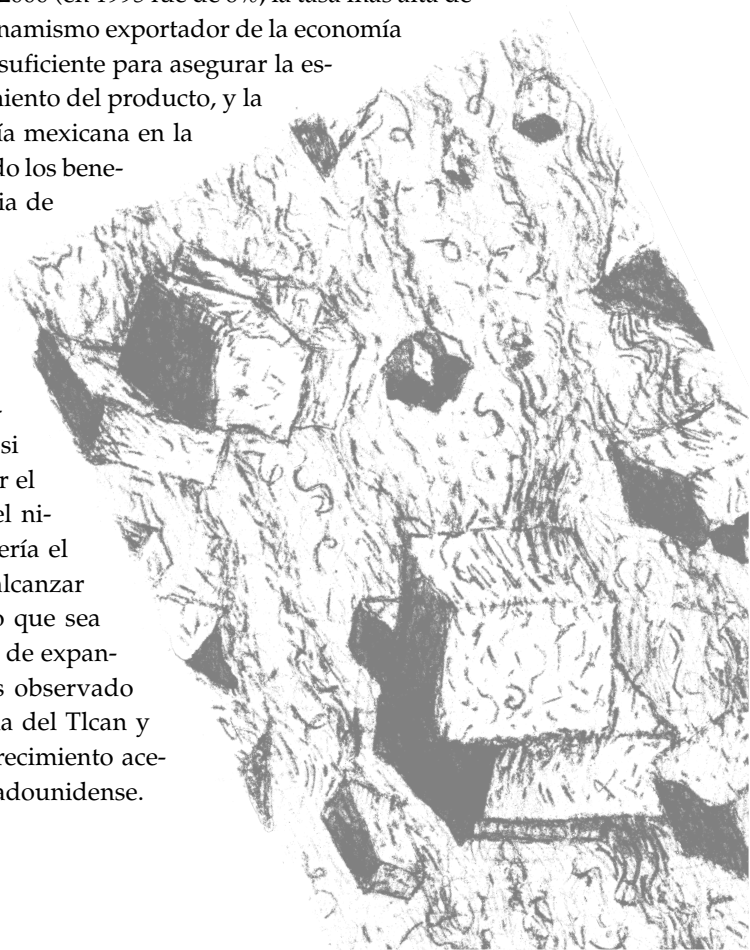 2000 (en 1995 fue de 6%, la tasa más alta de
namismo exportador de la economía
suficiente para asegurar la es-
iento del producto, y la
ía mexicana en la
do los bene-
ia de
si
r el
el ni-
ería el
alcanzar
o que sea
de expan-
s observado
a del Tlcan y
recimiento ace-
adounidense.